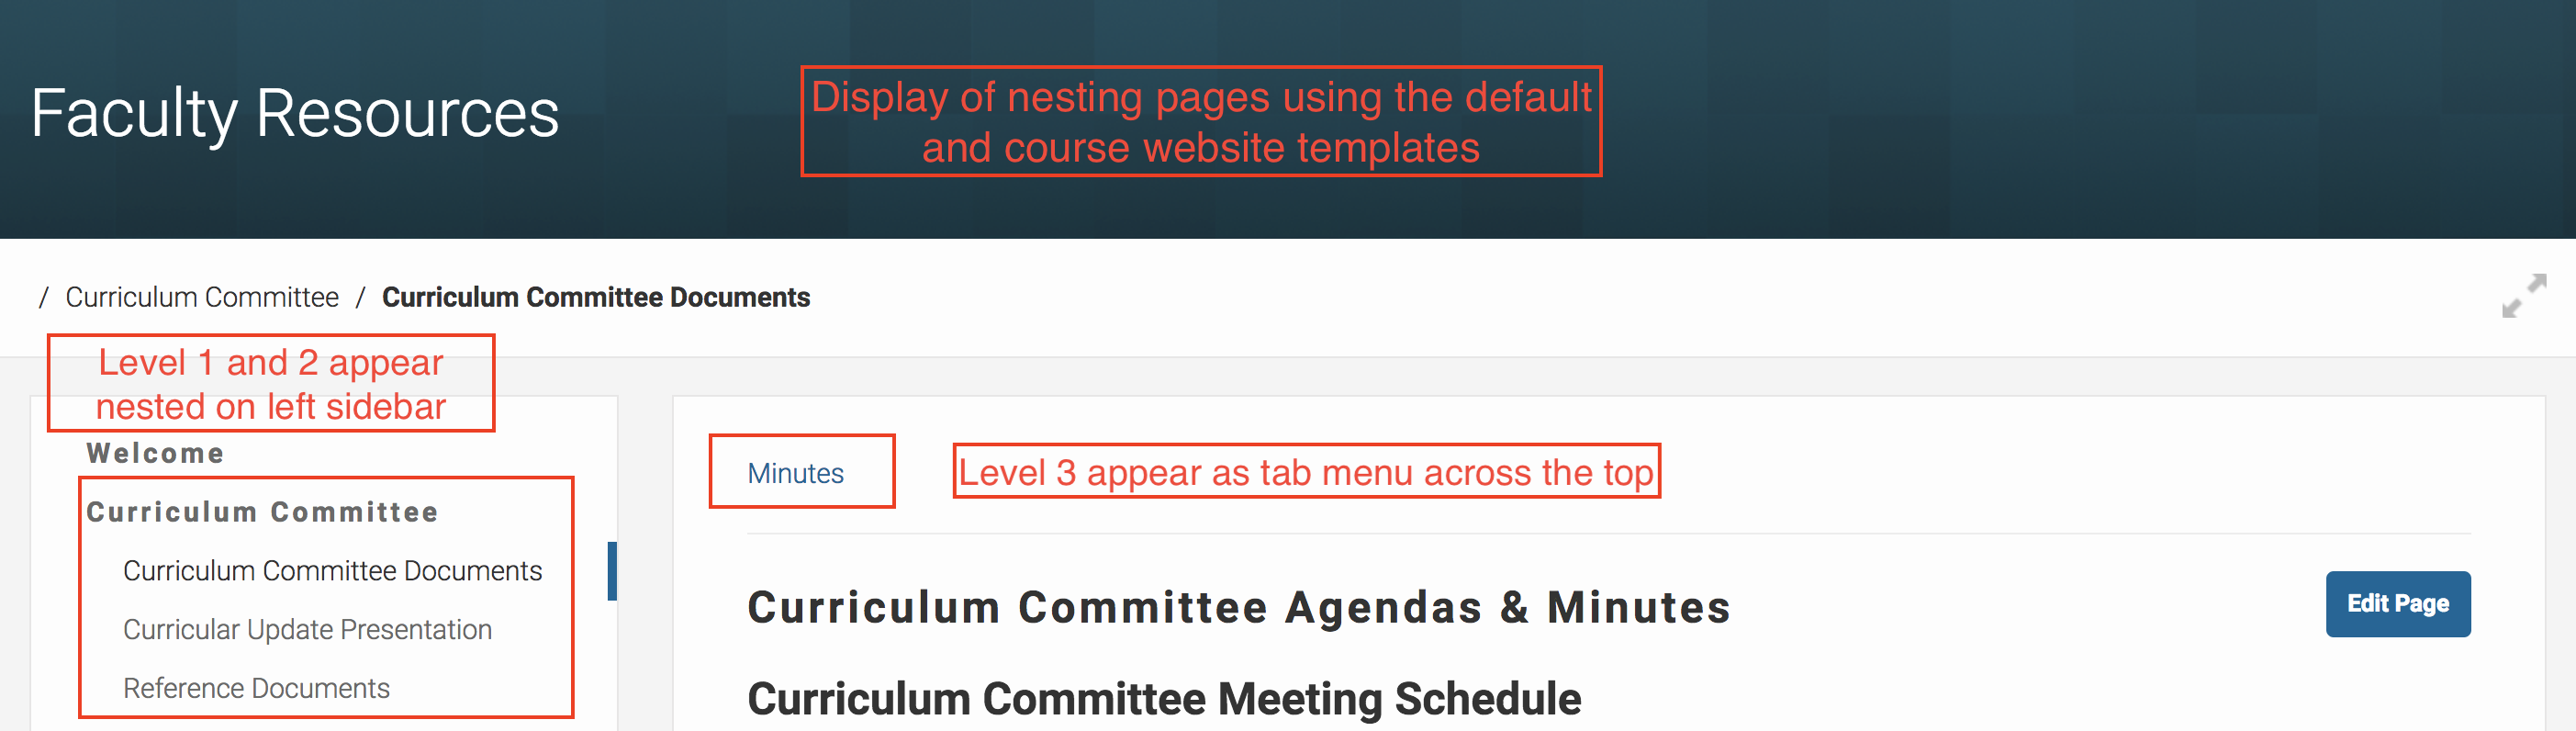 Faculty Resources
Display of nesting pages using the default
and course website templates
/ Curriculum Committee / Curriculum Committee Documents
Level 1 and 2 appear
nested on left sidebar
Welcome
Curriculum Committee
Curriculum Committee Documents
Curricular Update Presentation
Reference Documents
Minutes
Level 3 appear as tab menu across the top
Curriculum Committee Agendas & Minutes
Edit Page
Curriculum Committee Meeting Schedule